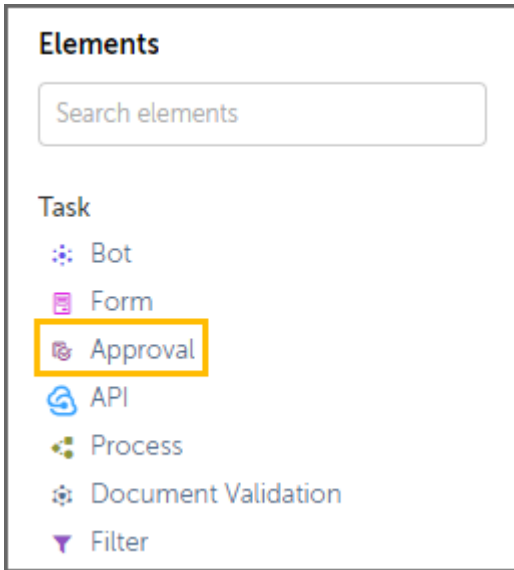 Elements
Search elements
Task
Bot
Form
Approval
API
Process
Document Validation
Filter